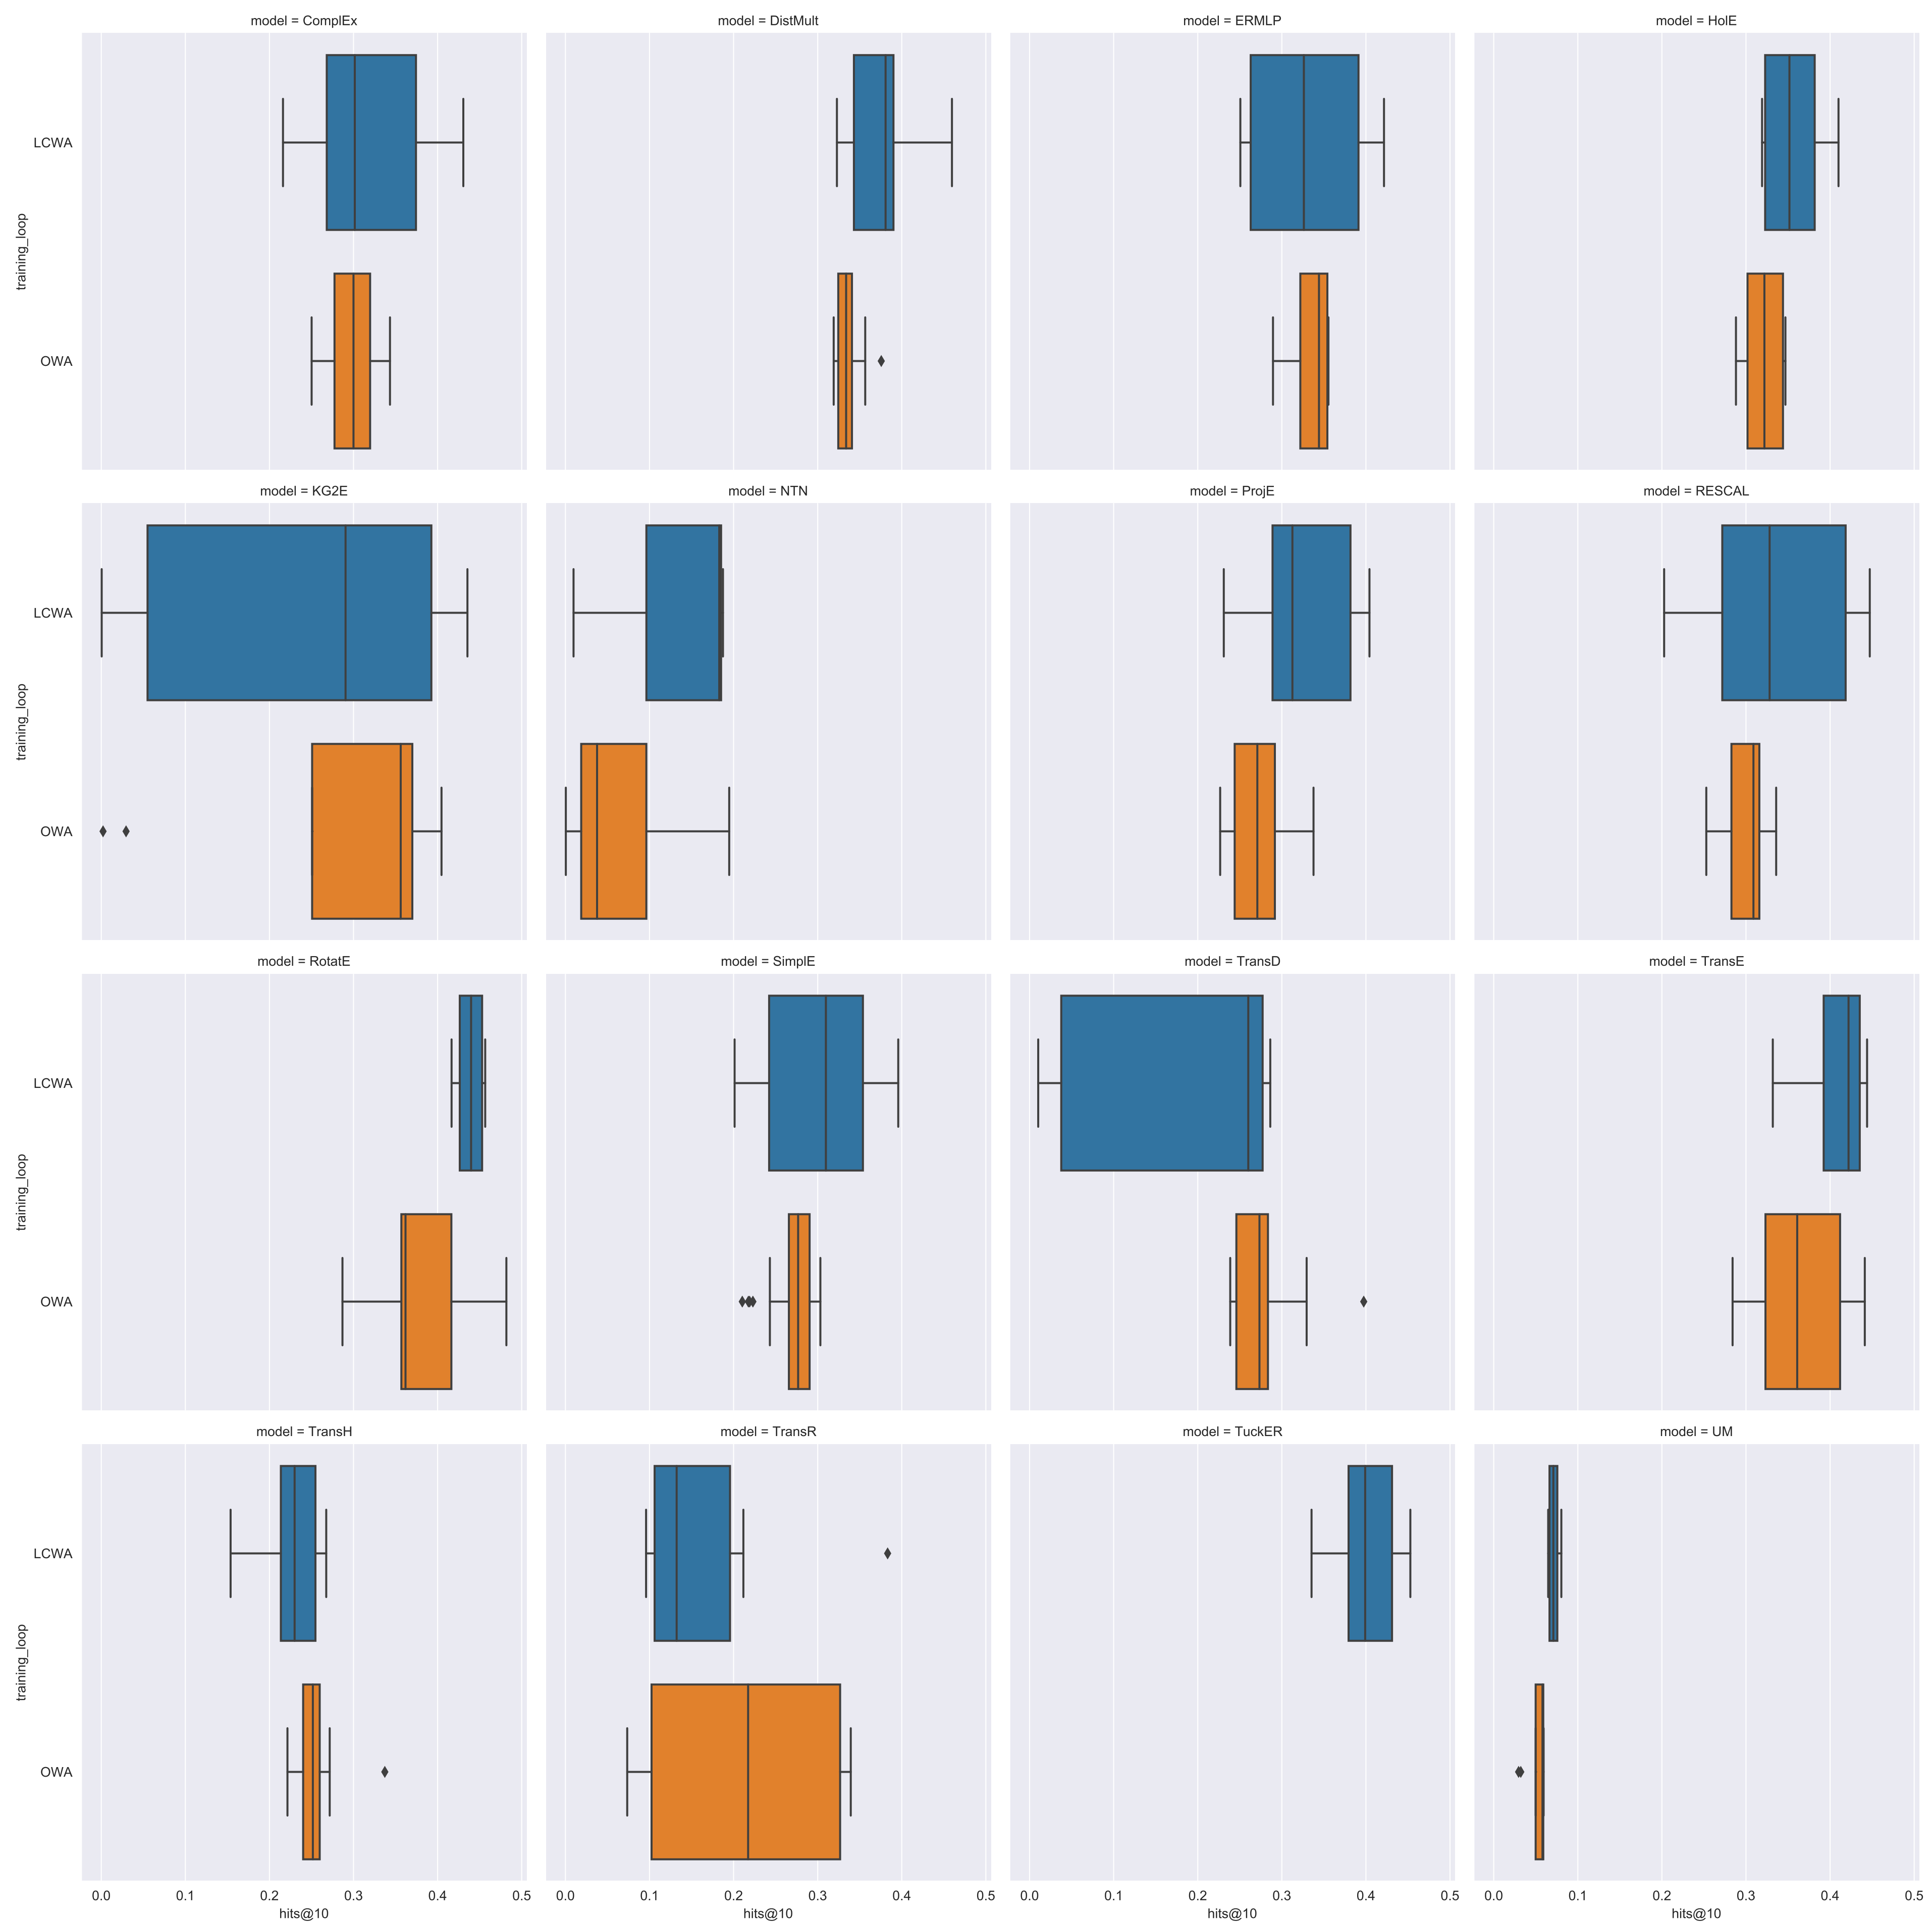 model = ComplEx
model = DistMult
model = ERMLP
model = HolE
LCWA
training_loop
OWA
model = KG2E
model = NTN
model = ProjE
model = RESCAL
LCWA
training_loop
OWA
model = RotatE
model = SimplE
model = TransD
model = TransE
LCWA
training_loop
OWA
model = TransH
model = TransR
model = TuckER
model = UM
LCWA
training_loop
OWA
0.0 0.1 0.2 0.3 0.4 0.5
0.0 0.1 0.2 0.3 0.4 0.5
0.0 0.1 0.2 0.3 0.4 0.5
0.0 0.1 0.2 0.3 0.4 0.5
hits@10
hits@10
hits@10
hits@10